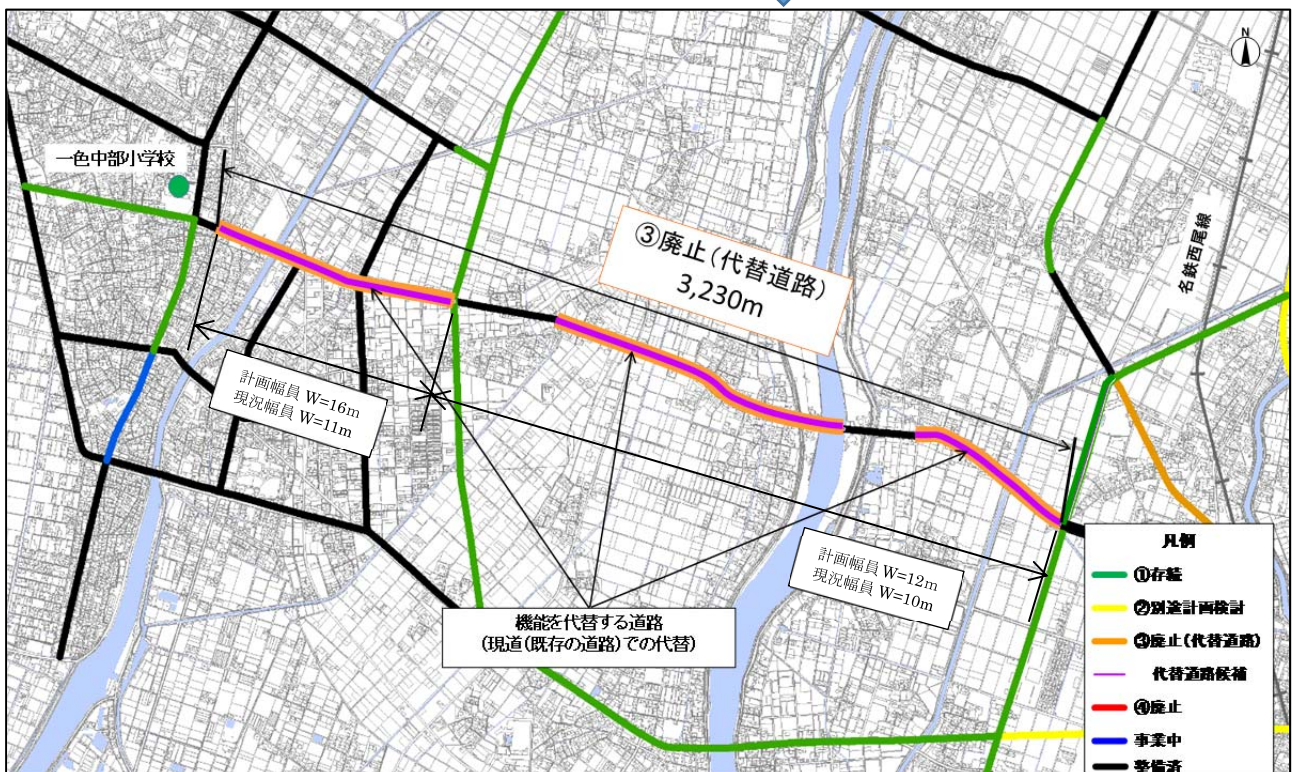 N
一色中部小学校
名鉄西尾線
③廃止(代替道路)
3,230m
計画幅員 W=16m
現況幅員 W=11m
計画幅員 W=12m
現況幅員 W=10m
機能を代替する道路
(現道(既存の道路)での代替)
凡例
①存続
②別途計画検討
③廃止(代替道路)
代替道路候補
④廃止
事業中
整備済